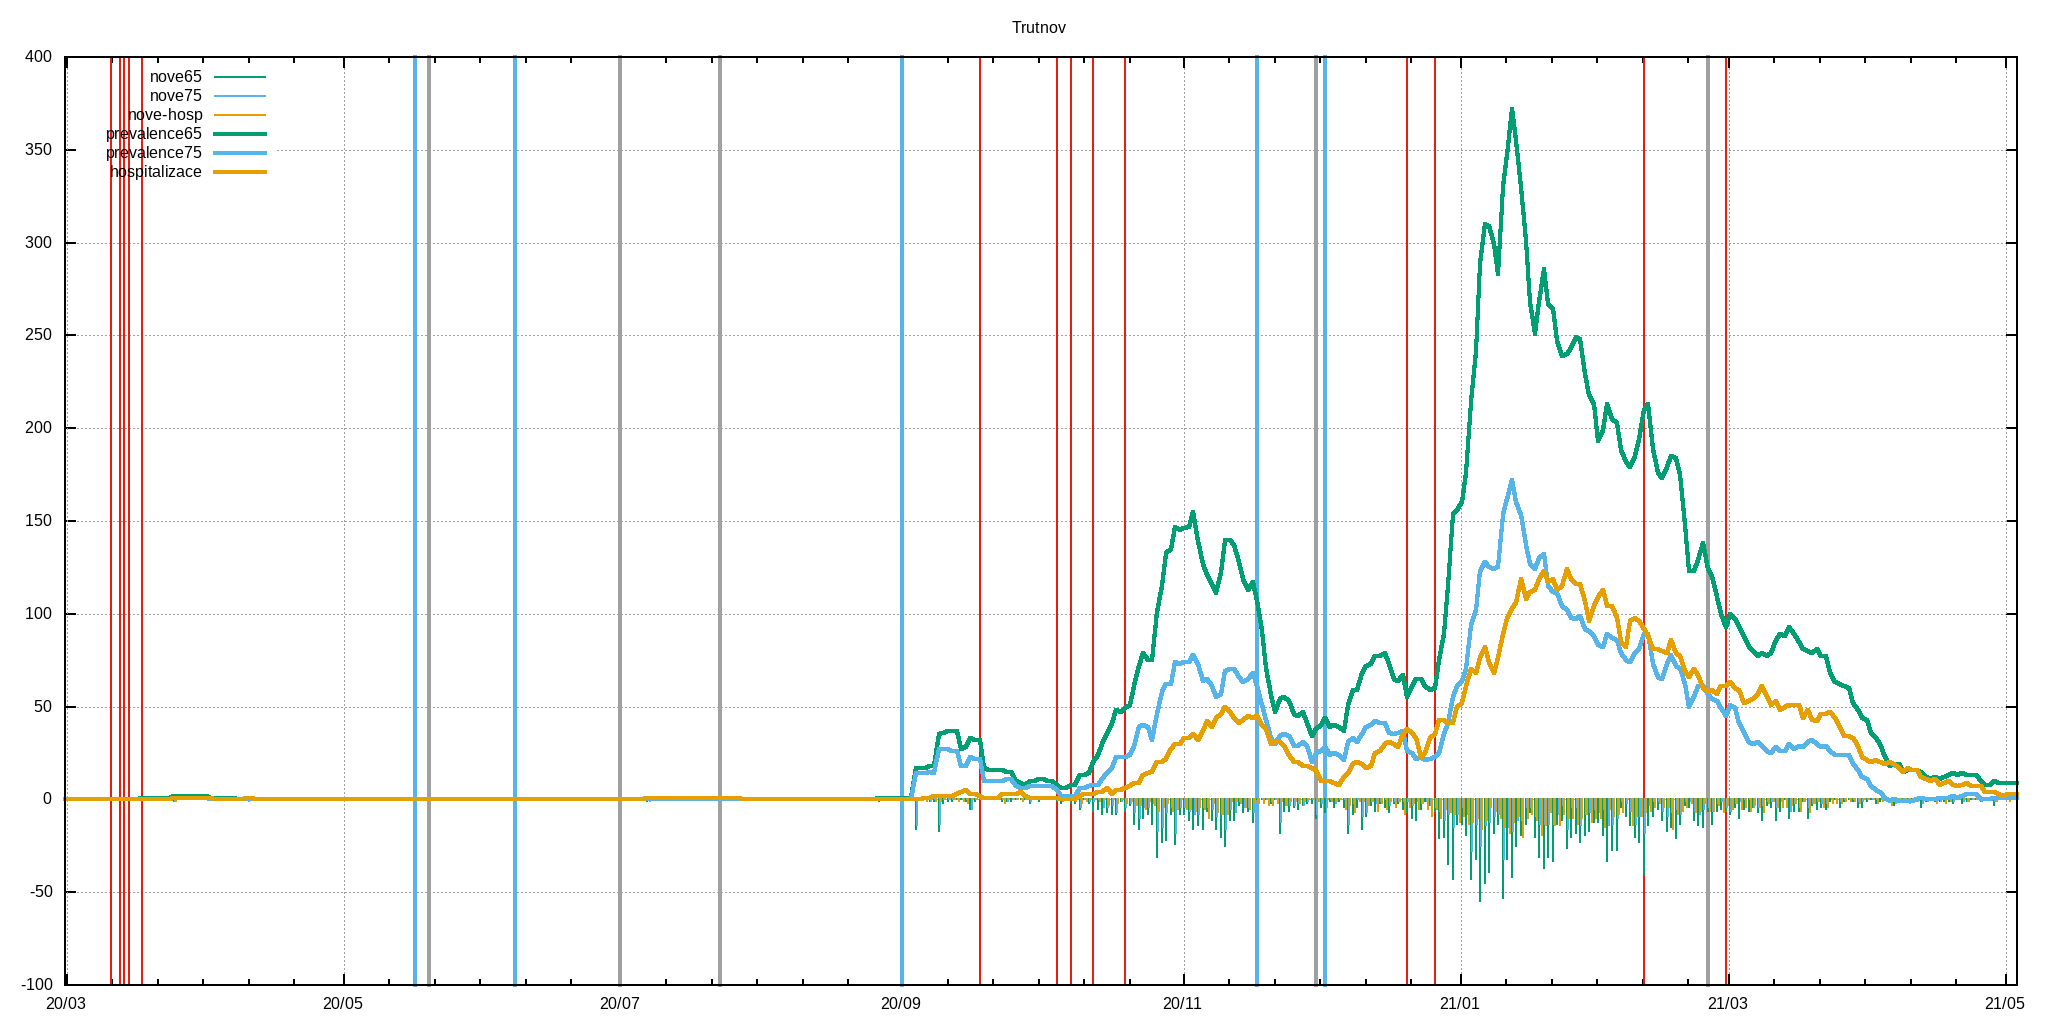 Trutnov
400
350
300
250
200
150
100
50
0
-50
-100
nove65
nove75
nove-hosp
prevalence65
prevalence75
hospitalizace
20/03 20/05 20/07 20/09 20/11 21/01 21/03 21/05